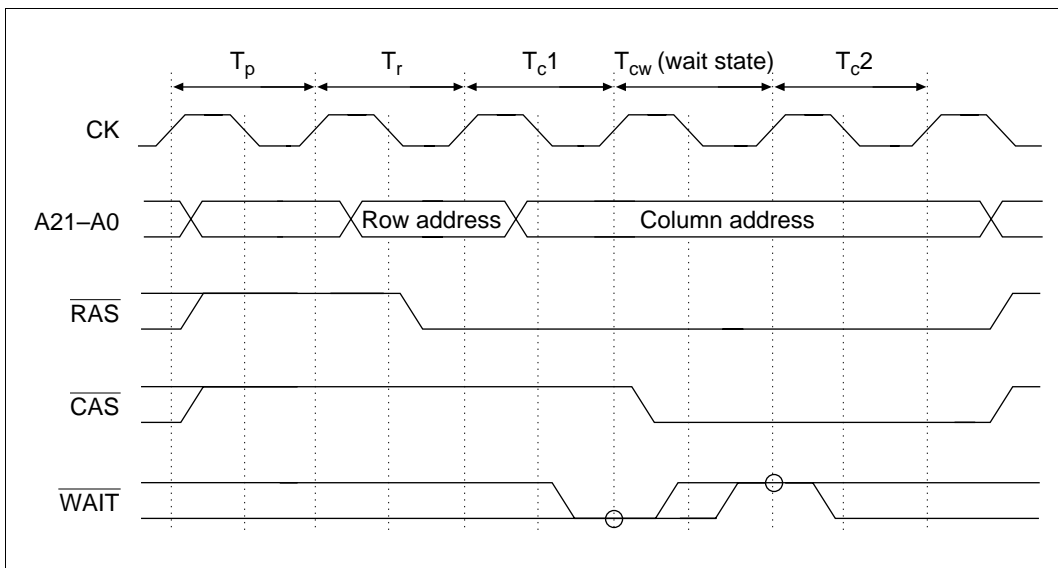 Tp Tr Tc1 Tcw (wait state) Tc2
CK
A21–A0 Row address Column address
RAS
CAS
WAIT